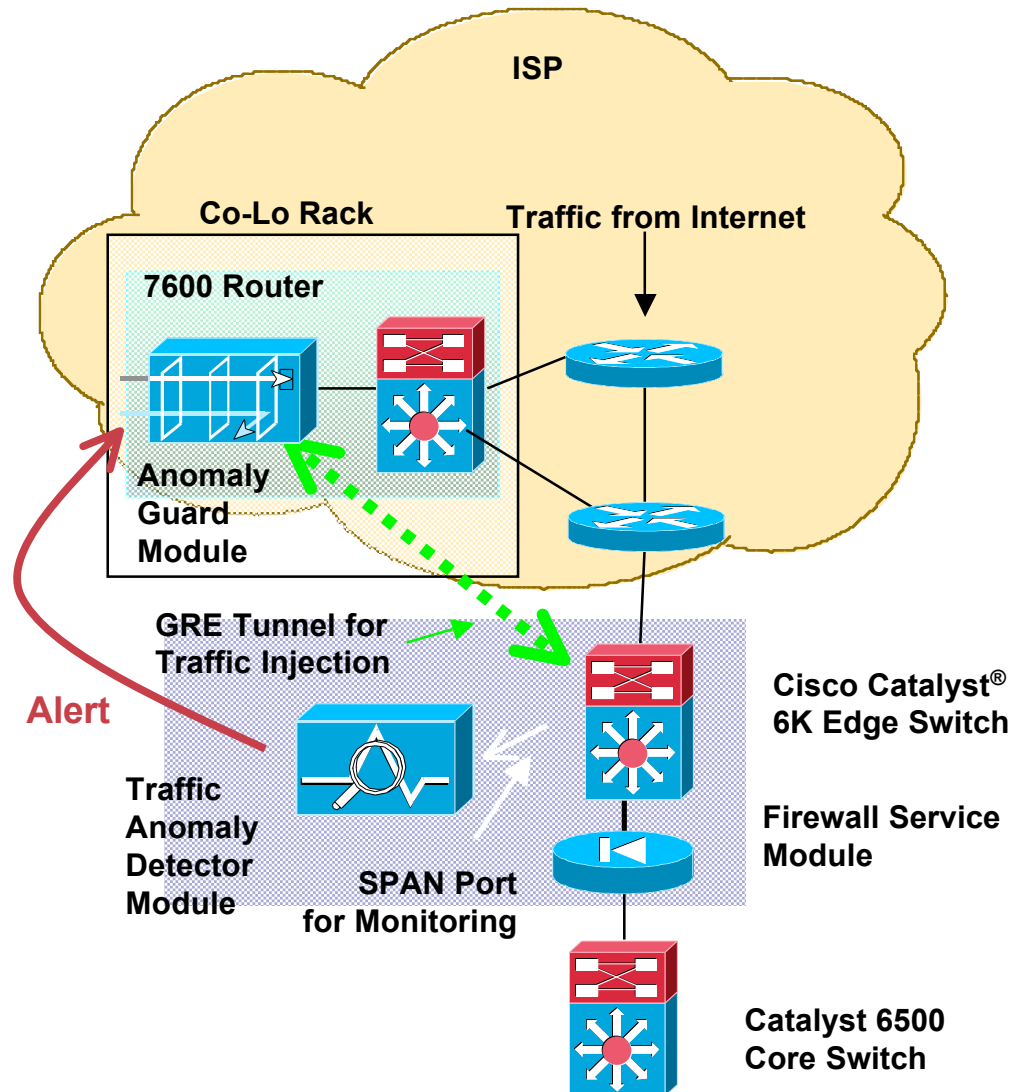 ISP
Co-Lo Rack
Traffic from Internet
7600 Router
Anomaly
Guard
Module
GRE Tunnel for
Traffic Injection
Alert
Cisco Catalyst®
6K Edge Switch
Traffic
Anomaly
Detector
Module
Firewall Service
Module
SPAN Port
for Monitoring
Catalyst 6500
Core Switch